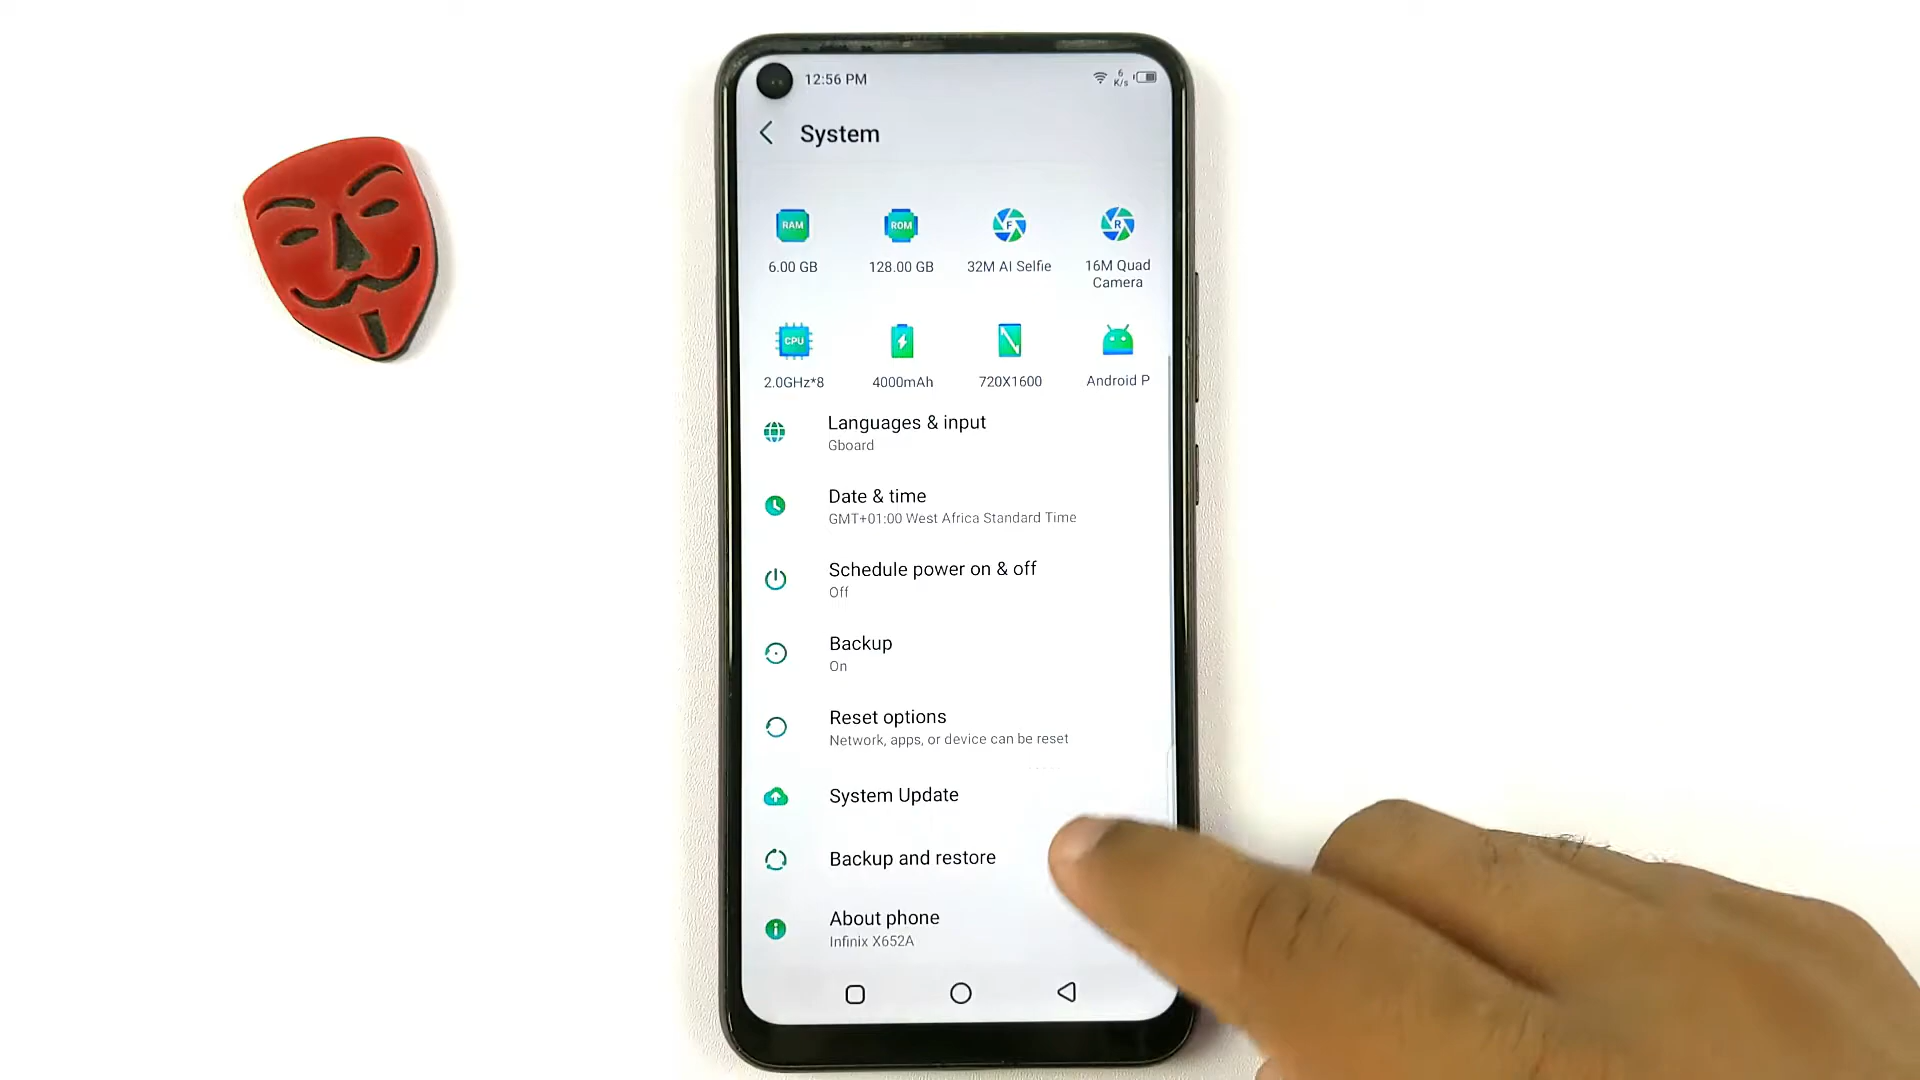 12:56 PM
6
K/s
System
RAM
ROM
F
R
6.00 GB
128.00 GB
32M AI Selfie
16M Quad
Camera
CPU
2.0GHz*8
4000mAh
720X1600
Android P
Languages & input
Gboard
Date & time
GMT+01:00 West Africa Standard Time
Schedule power on & off
Off
Backup
On
Reset options
Network, apps, or device can be reset
System Update
Backup and restore
About phone
Infinix X652A